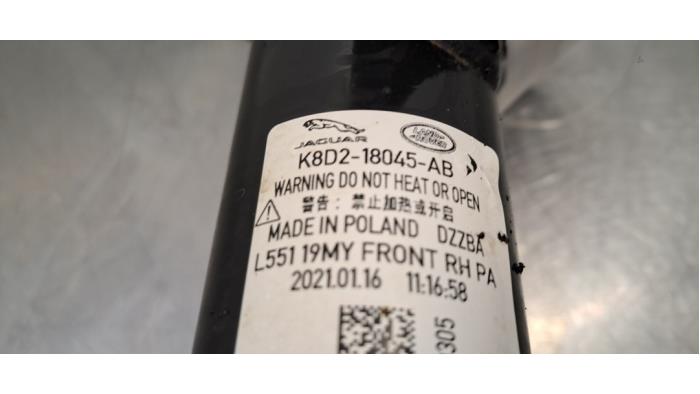 JAGUAR
LAND-
ROVER
K8D2-18045-AB
WARNING DO NOT HEAT OR OPEN
警告：禁止加热或开启
MADE IN POLAND DZZBA
L551 19MY FRONT RH PA
2021.01.16 11:16:58
0305